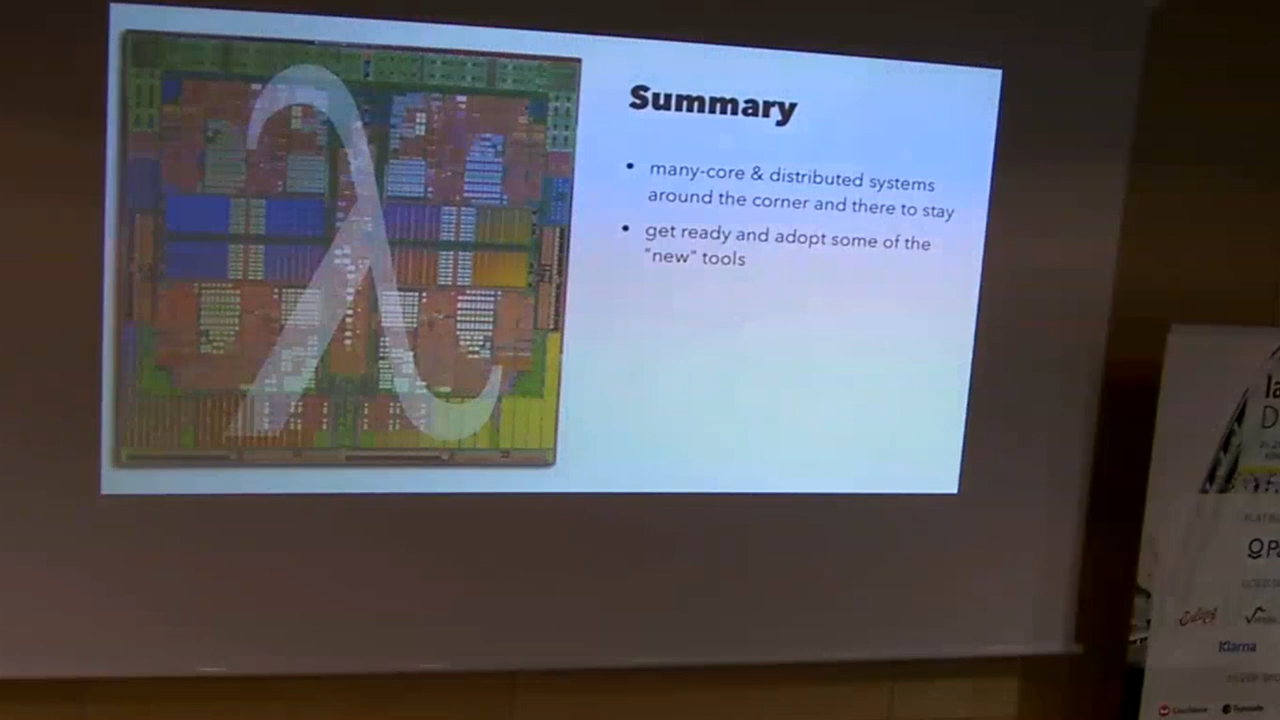 λ
Summary
• many-core & distributed systems
around the corner and there to stay
• get ready and adopt some of the
"new" tools
Klarna